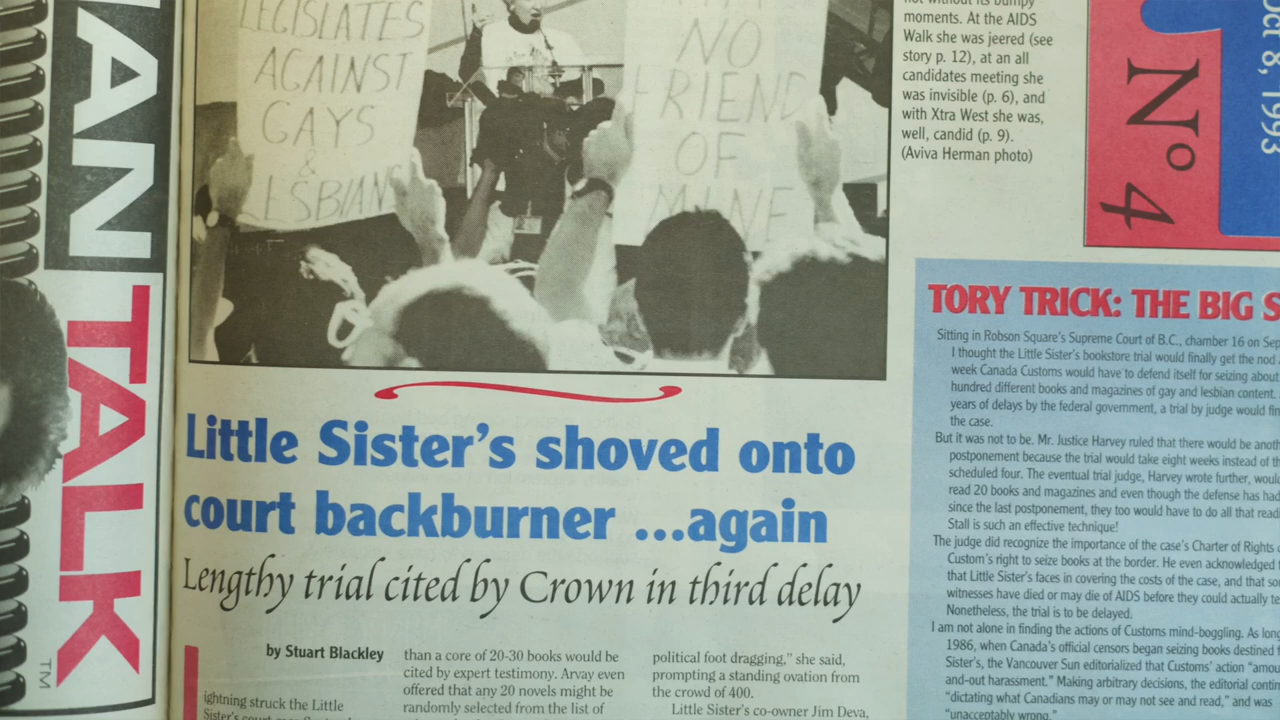 MAN
TALK
TM
LEGISLATES
AGAINST
GAYS
&
LESBIANS
NO
FRIEND
OF
MINE
moments. At the AIDS
Walk she was jeered (see
story p. 12), at an all
candidates meeting she
was invisible (p. 6), and
with Xtra West she was,
well, candid (p. 9).
(Aviva Herman photo)
Oct 8, 1993
Nº 4
Little Sister's shoved onto
court backburner ...again
Lengthy trial cited by Crown in third delay
by Stuart Blackley
ightning struck the Little
than a core of 20-30 books would be
cited by expert testimony. Arvay even
offered that any 20 novels might be
randomly selected from the list of
political foot dragging," she said,
prompting a standing ovation from
the crowd of 400.
Little Sister's co-owner Jim Deva,
TORY TRICK: THE BIG S
Sitting in Robson Square's Supreme Court of B.C., chamber 16 on Sep
I thought the Little Sister's bookstore trial would finally get the nod
week Canada Customs would have to defend itself for seizing about
hundred different books and magazines of gay and lesbian content.
years of delays by the federal government, a trial by judge would
the case.
But it was not to be. Mr. Justice Harvey ruled that there would be
postponement because the trial would take eight weeks instead of
scheduled four. The eventual trial judge, Harvey wrote further,
read 20 books and magazines and even though the defense has had
since the last postponement, they too would have to do all that
Stall is such an effective technique!
The judge did recognize the importance of the case's Charter of Rights
Custom's right to seize books at the border. He even acknowledged
that Little Sister's faces in covering the costs of the case, and that
witnesses have died or may die of AIDS before they could actually
Nonetheless, the trial is to be delayed.
I am not alone in finding the actions of Customs mind-boggling. As
1986, when Canada's official censors began seizing books destined
Sister's, the Vancouver Sun editorialized that Customs' action
and-out harassment." Making arbitrary decisions, the editorial
"dictating what Canadians may or may not see and read," and was
"unacceptably wrong."